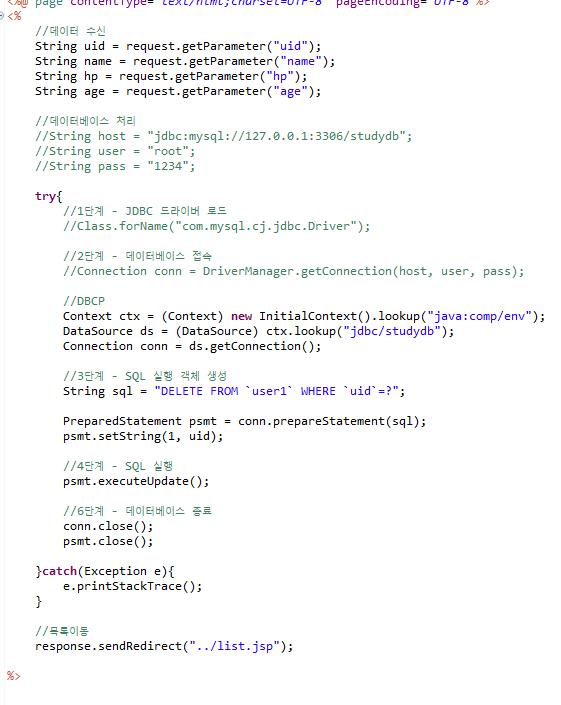 <%@ page contentType="text/html;charset=UTF-8" pageEncoding="UTF-8"%>
<%
//데이터 수신
String uid = request.getParameter("uid");
String name = request.getParameter("name");
String hp = request.getParameter("hp");
String age = request.getParameter("age");
//데이터베이스 처리
//String host = "jdbc:mysql://127.0.0.1:3306/studydb";
//String user = "root";
//String pass = "1234";
try{
//1단계 - JDBC 드라이버 로드
//Class.forName("com.mysql.cj.jdbc.Driver");
//2단계 - 데이터베이스 접속
//Connection conn = DriverManager.getConnection(host, user, pass);
//DBCP
Context ctx = (Context) new InitialContext().lookup("java:comp/env");
DataSource ds = (DataSource) ctx.lookup("jdbc/studydb");
Connection conn = ds.getConnection();
//3단계 - SQL 실행 객체 생성
String sql = "DELETE FROM `user1` WHERE `uid`=?";
PreparedStatement psmt = conn.prepareStatement(sql);
psmt.setString(1, uid);
//4단계 - SQL 실행
psmt.executeUpdate();
//6단계 - 데이터베이스 종료
conn.close();
psmt.close();
}catch(Exception e){
e.printStackTrace();
}
//목록이동
response.sendRedirect("../list.jsp");
%>